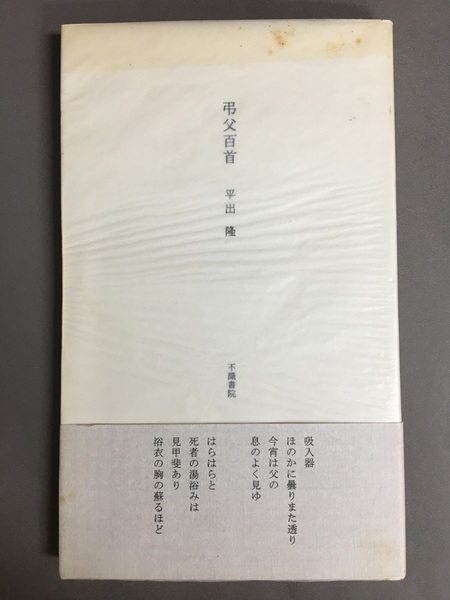 弔父百首
平出 隆
不識書院
吸入器
ほのかに曇りまた透り
今宵は父の
息のよく見ゆ
はらはらと
死者の湯浴みは
見甲斐あり
浴衣の胸の蘇るほど